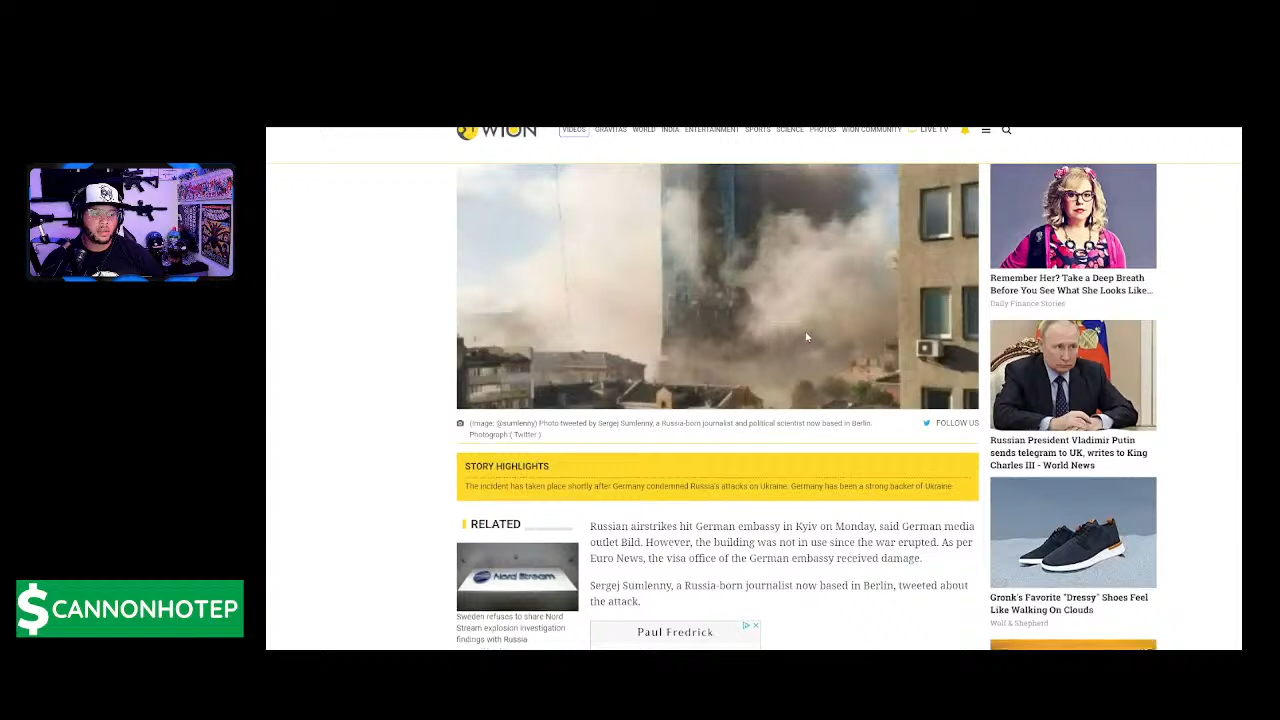 WION
VIDEOS GRAVITAS WORLD INDIA ENTERTAINMENT SPORTS SCIENCE PHOTOS WION COMMUNITY LIVE TV
(Image: @sumlenny) Photo tweeted by Sergej Sumlenny, a Russia-born journalist and political scientist now based in Berlin.
Photograph:( Twitter )
FOLLOW US
STORY HIGHLIGHTS
The incident has taken place shortly after Germany condemned Russia's attacks on Ukraine. Germany has been a strong backer of Ukraine
RELATED
Nord Stream
Sweden refuses to share Nord
Stream explosion investigation
findings with Russia
Russian airstrikes hit German embassy in Kyiv on Monday, said German media
outlet Bild. However, the building was not in use since the war erupted. As per
Euro News, the visa office of the German embassy received damage.
Sergej Sumlenny, a Russia-born journalist now based in Berlin, tweeted about
the attack.
Paul Fredrick
Remember Her? Take a Deep Breath
Before You See What She Looks Like...
Daily Finance Stories
Russian President Vladimir Putin
sends telegram to UK, writes to King
Charles III - World News
Gronk's Favorite "Dressy" Shoes Feel
Like Walking On Clouds
Wolf & Shepherd
$CANNONHOTEP